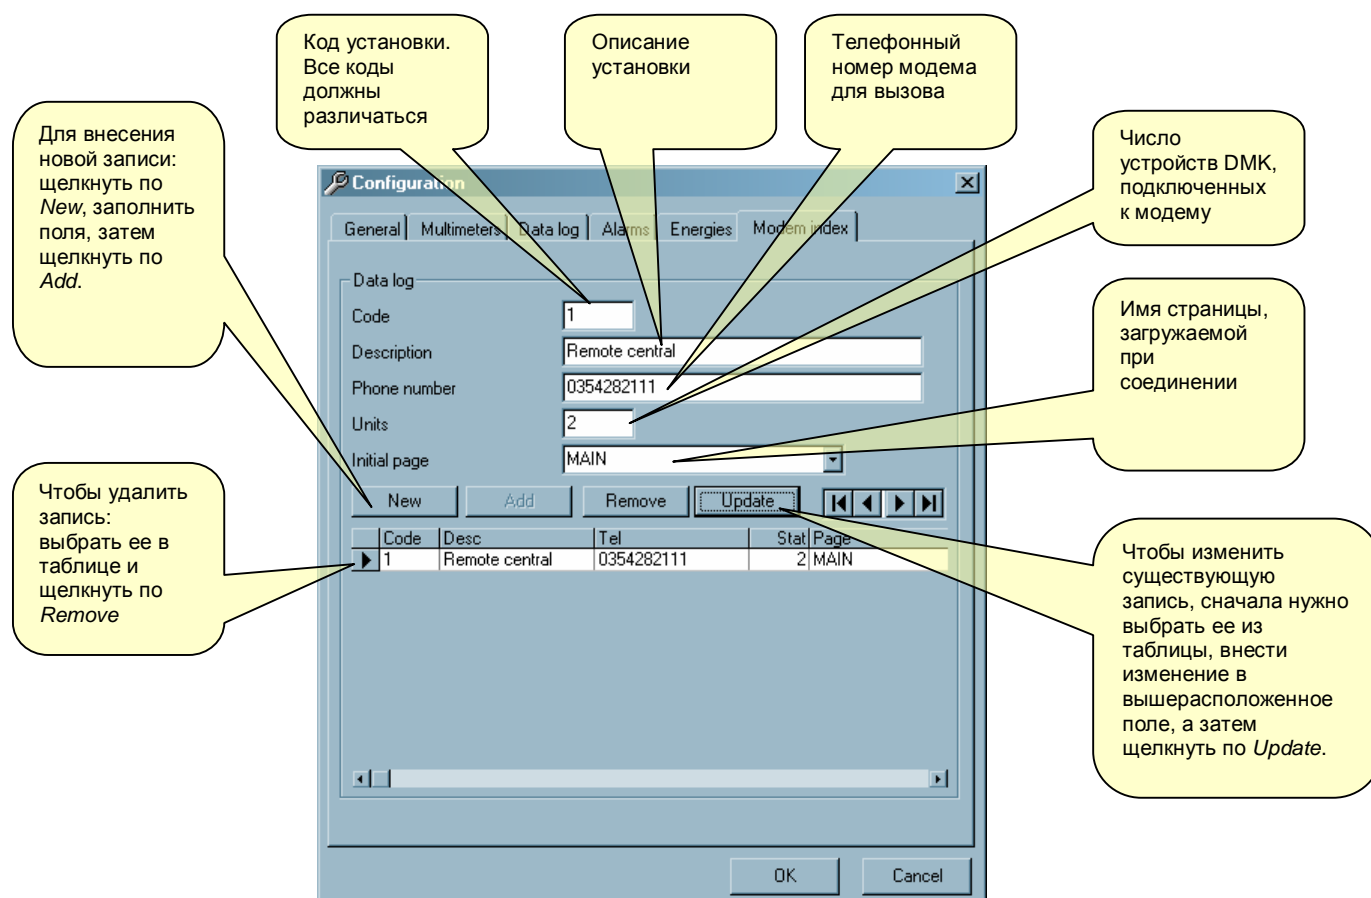 Код установки.
Все коды
должны
различаться
Описание
установки
Телефонный
номер модема
для вызова
Для внесения
новой записи:
щелкнуть по
New, заполнить
поля, затем
щелкнуть по
Add.
Число
устройств DMK,
подключенных
к модему
Имя страницы,
загружаемой
при
соединении
Чтобы удалить
запись:
выбрать ее в
таблице и
щелкнуть по
Remove
Чтобы изменить
существующую
запись, сначала нужно
выбрать ее из
таблицы, внести
изменение в
вышерасположенное
поле, а затем
щелкнуть по Update.
Configuration
General Multimeters Data log Alarms Energies Modem index
Data log
Code 1
Description Remote central
Phone number 0354282111
Units 2
Initial page MAIN
New Add Remove Update
Code Desc Tel Stat Page
1 Remote central 0354282111 2 MAIN
OK Cancel